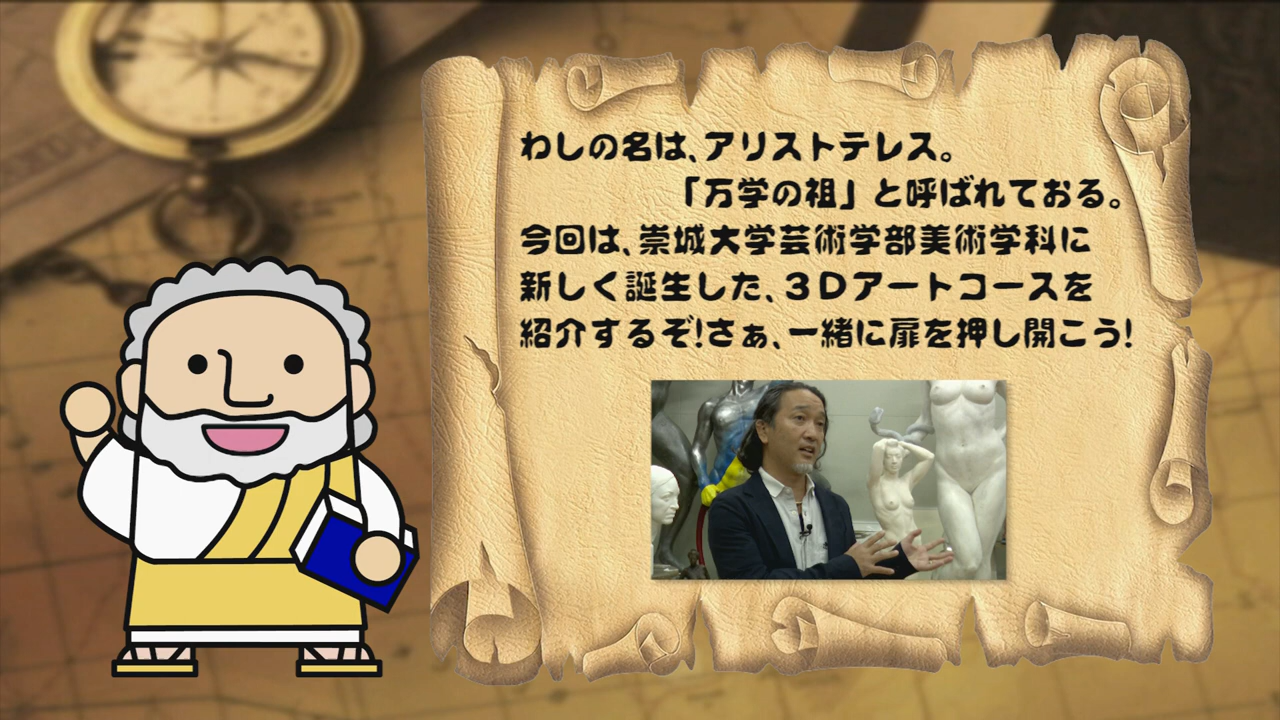 わしの名は、アリストテレス。
「万学の祖」と呼ばれておる。
今回は、崇城大学芸術学部美術学科に
新しく誕生した、3Dアートコースを
紹介するぞ!さぁ、一緒に扉を押し開こう!